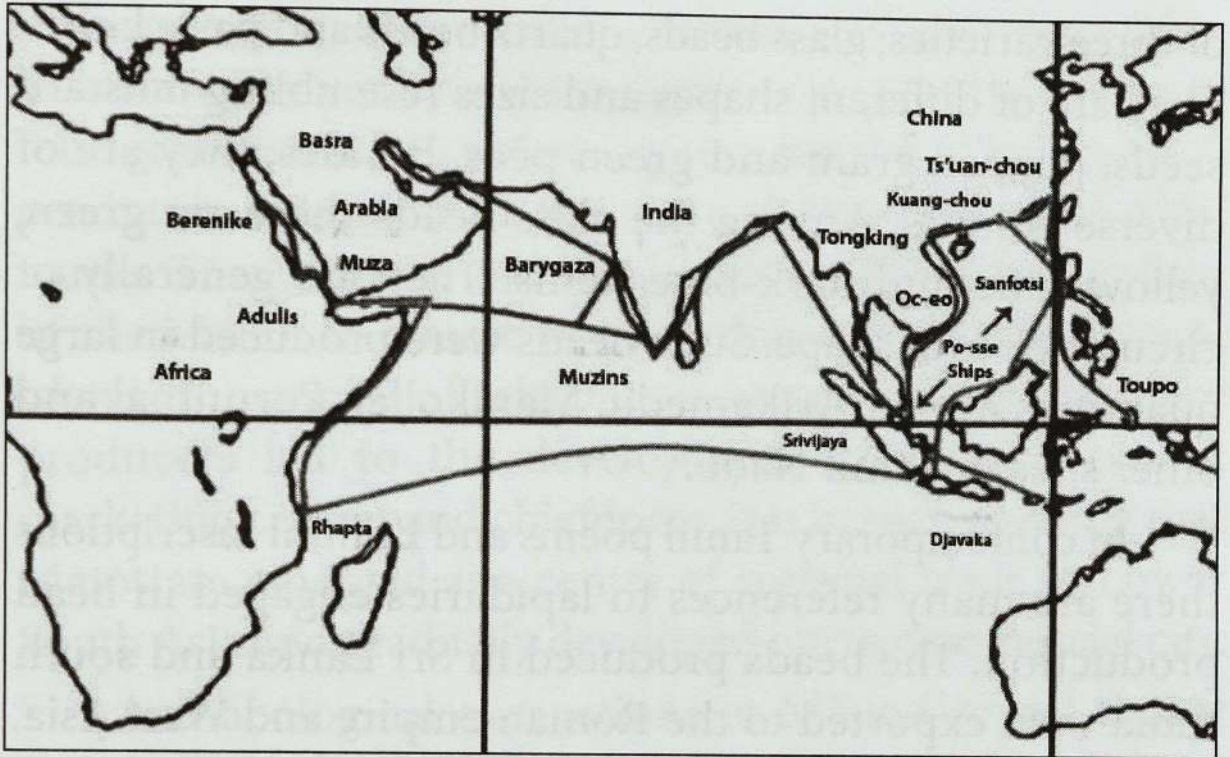 China
Basra
Ts'uan-chou
Kuang-chou
Arabia
India
Berenike
Tongking
Muza
Barygaza
Sanfotsi
Oc-eo
Adulis
Po-sse
Ships
Africa
Muzins
Toupo
Srivijaya
Rhapta
Djavaka